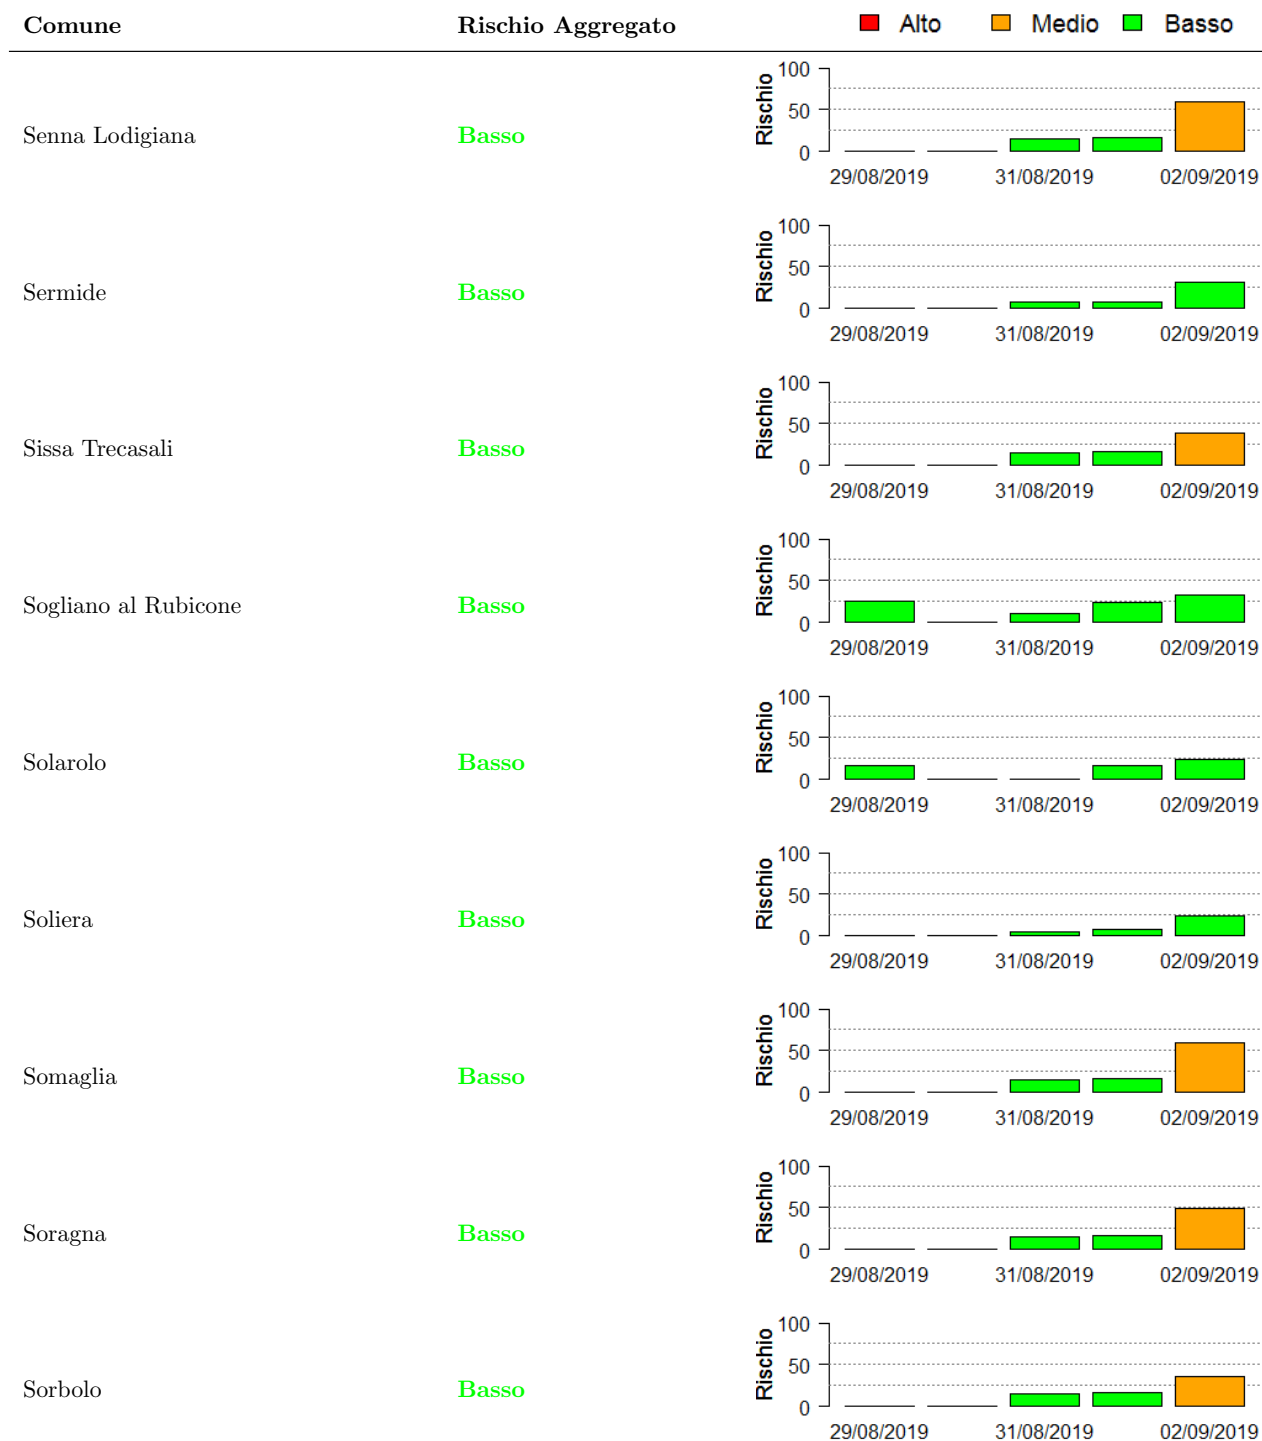 Comune Rischio Aggregato Alto Medio Basso
Senna Lodigiana Basso Rischio 100 50 0
29/08/2019 31/08/2019 02/09/2019
Sermide Basso Rischio 100 50 0
29/08/2019 31/08/2019 02/09/2019
Sissa Trecasali Basso Rischio 100 50 0
29/08/2019 31/08/2019 02/09/2019
Sogliano al Rubicone Basso Rischio 100 50 0
29/08/2019 31/08/2019 02/09/2019
Solarolo Basso Rischio 100 50 0
29/08/2019 31/08/2019 02/09/2019
Soliera Basso Rischio 100 50 0
29/08/2019 31/08/2019 02/09/2019
Somaglia Basso Rischio 100 50 0
29/08/2019 31/08/2019 02/09/2019
Soragna Basso Rischio 100 50 0
29/08/2019 31/08/2019 02/09/2019
Sorbolo Basso Rischio 100 50 0
29/08/2019 31/08/2019 02/09/2019